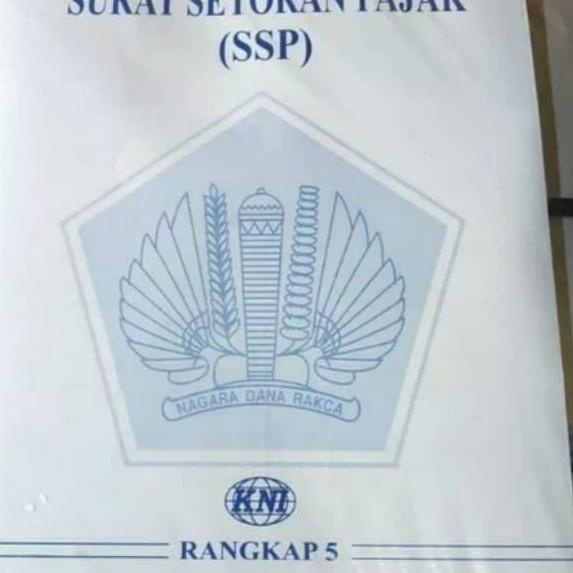 SURAT SETORAN PAJAK
(SSP)
NAGARA DANA RAKCA
KNI
RANGKAP 5